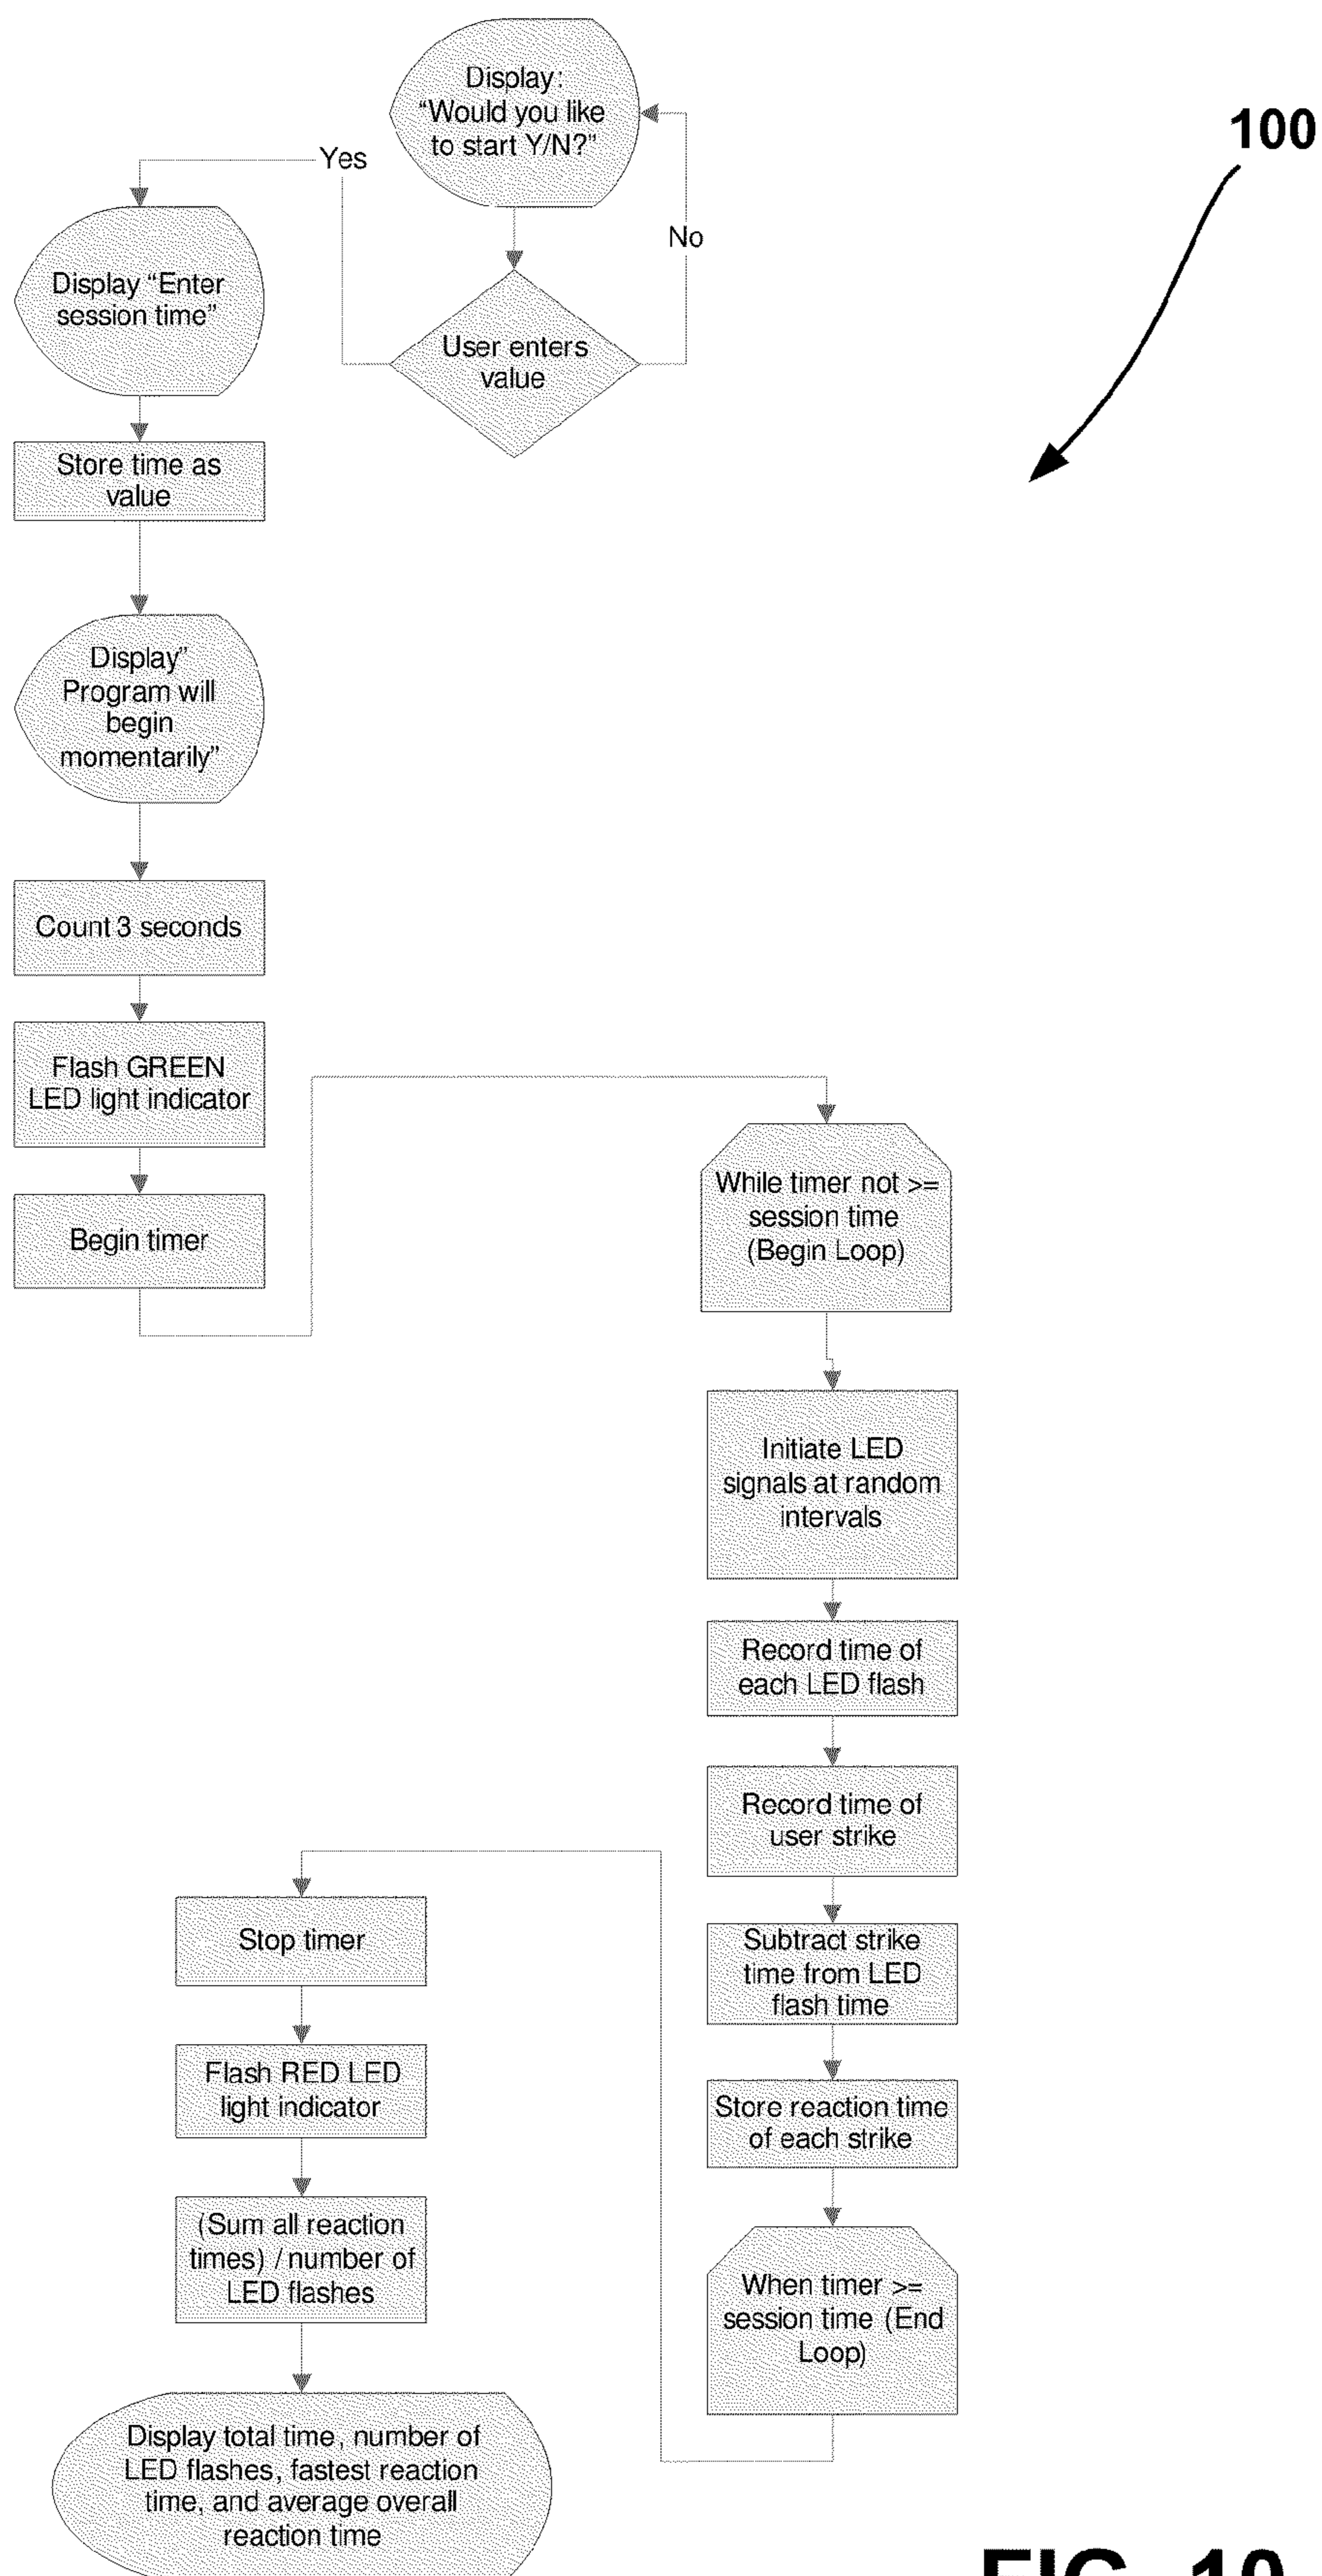 Display:
“Would you like
to start Y/N?”
100
Yes
No
Display “Enter
session time”
User enters
value
Store time as
value
Display”
Program will
begin
momentarily”
Count 3 seconds
Flash GREEN
LED light indicator
Begin timer
While timer not >=
session time
(Begin Loop)
Initiate LED
signals at random
intervals
Record time of
each LED flash
Record time of
user strike
Subtract strike
time from LED
flash time
Store reaction time
of each strike
When timer >=
session time (End
Loop)
Stop timer
Flash RED LED
light indicator
(Sum all reaction
times) / number of
LED flashes
Display total time, number of
LED flashes, fastest reaction
time, and average overall
reaction time
FIG. 10